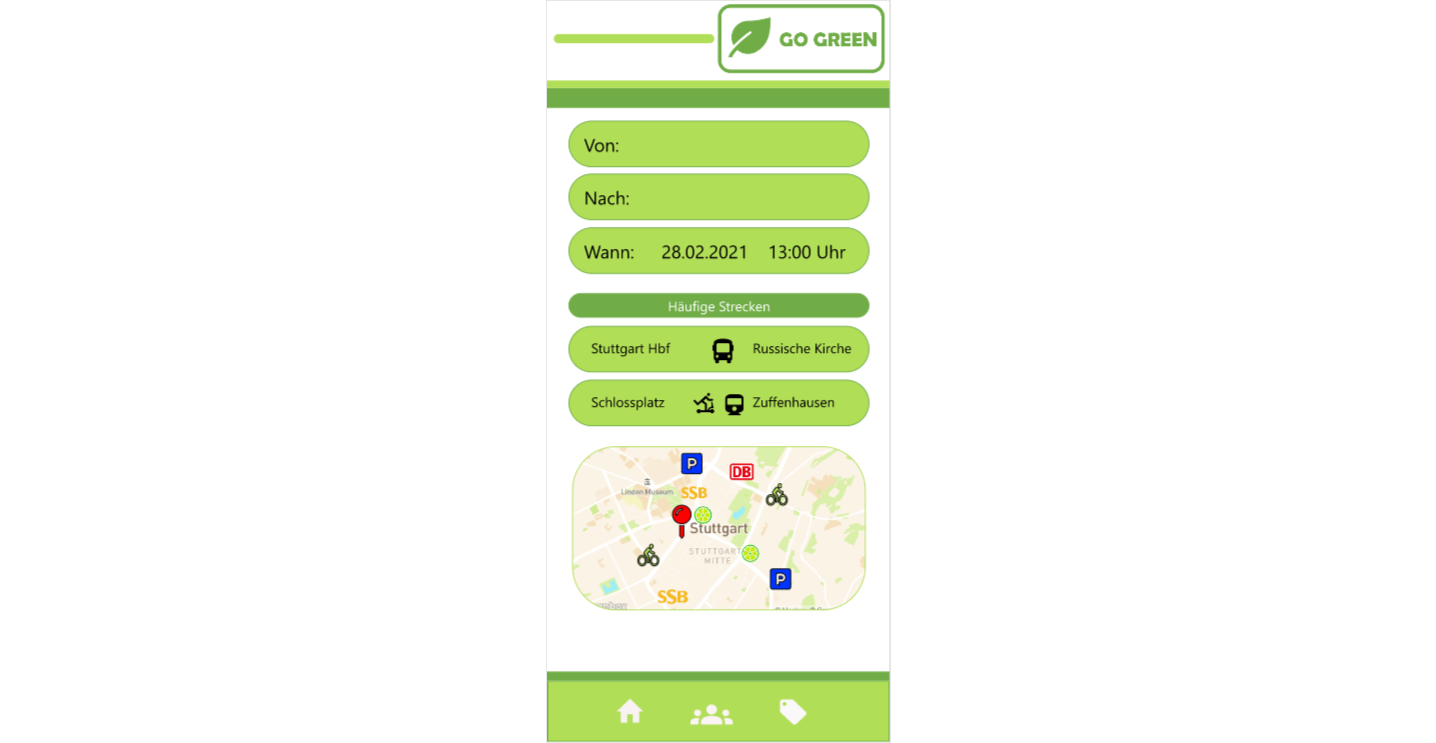 GO GREEN
Von:
Nach:
Wann: 28.02.2021 13:00 Uhr
Häufige Strecken
Stuttgart Hbf Russische Kirche
Schlossplatz Zuffenhausen
P
DB
Linden Museum SSB
Stuttgart
STUTTGART
MITTE
P
SSB